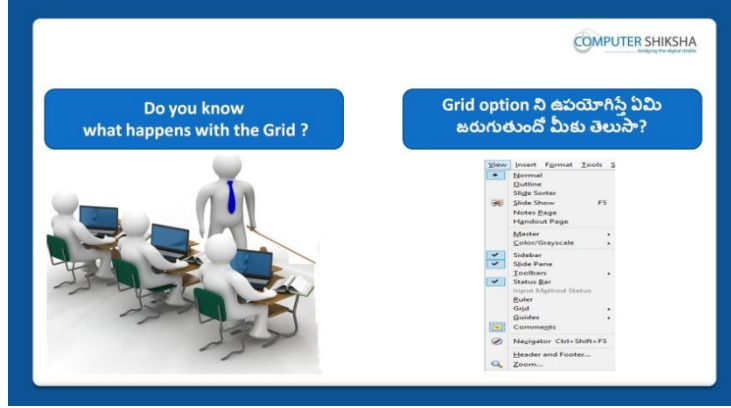 COMPUTER SHIKSHA
bridging the digital divide
Do you know
what happens with the Grid ?
Grid option ని ఉపయోగిస్తే ఏమి
జరుగుతుందో మీకు తెలుసా?
View Insert Format Tools S
Normal
Outline
Slide Sorter
Slide Show F5
Notes Page
Handout Page
Master
Color/Grayscale
Sidebar
Slide Pane
Toolbars
Status Bar
Input Method Status
Ruler
Grid
Guides
Comments
Navigator Ctrl+Shift+F5
Header and Footer...
Zoom...